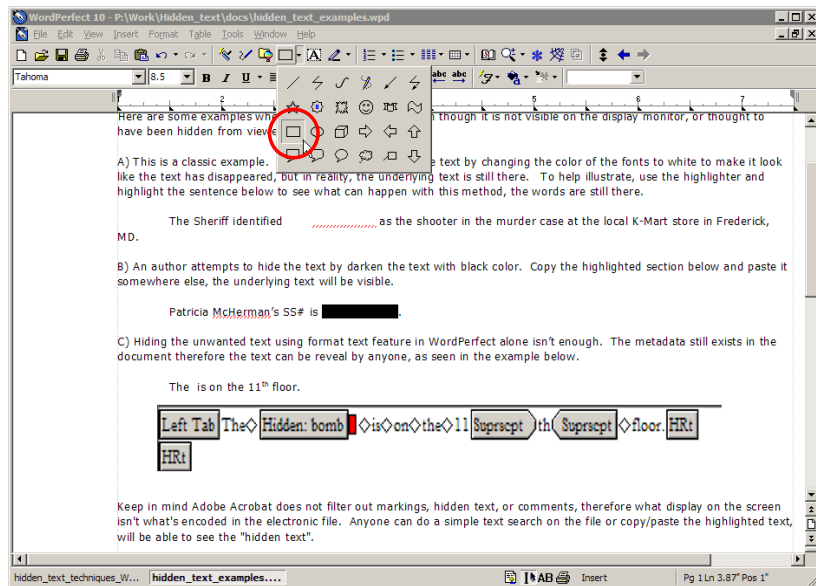 WordPerfect 10 - P:\Work\Hidden_text\docs\hidden_text_examples.wpd
File Edit View Insert Format Table Tools Window Help
Tahoma 8.5 B I U abc abc
2 5 6 7
Here are some examples whe though it is not visible on the display monitor, or thought to
have been hidden from viewe
A) This is a classic example. e text by changing the color of the fonts to white to make it look
like the text has disappeared, but in reality, the underlying text is still there. To help illustrate, use the highlighter and
highlight the sentence below to see what can happen with this method, the words are still there.
The Sheriff identified as the shooter in the murder case at the local K-Mart store in Frederick,
MD.
B) An author attempts to hide the text by darken the text with black color. Copy the highlighted section below and paste it
somewhere else, the underlying text will be visible.
Patricia McHerman's SS# is .
C) Hiding the unwanted text using format text feature in WordPerfect alone isn't enough. The metadata still exists in the
document therefore the text can be reveal by anyone, as seen in the example below.
The is on the 11th floor.
Left Tab The◇ Hidden: bomb ◇is◇on◇the◇11 Suprscpt th Suprscpt ◇floor. HRt
HRt
Keep in mind Adobe Acrobat does not filter out markings, hidden text, or comments, therefore what display on the screen
isn't what's encoded in the electronic file. Anyone can do a simple text search on the file or copy/paste the highlighted text,
will be able to see the "hidden text".
hidden_text_techniques_W... hidden_text_examples.... AB Insert Pg 1 Ln 3.87" Pos 1"